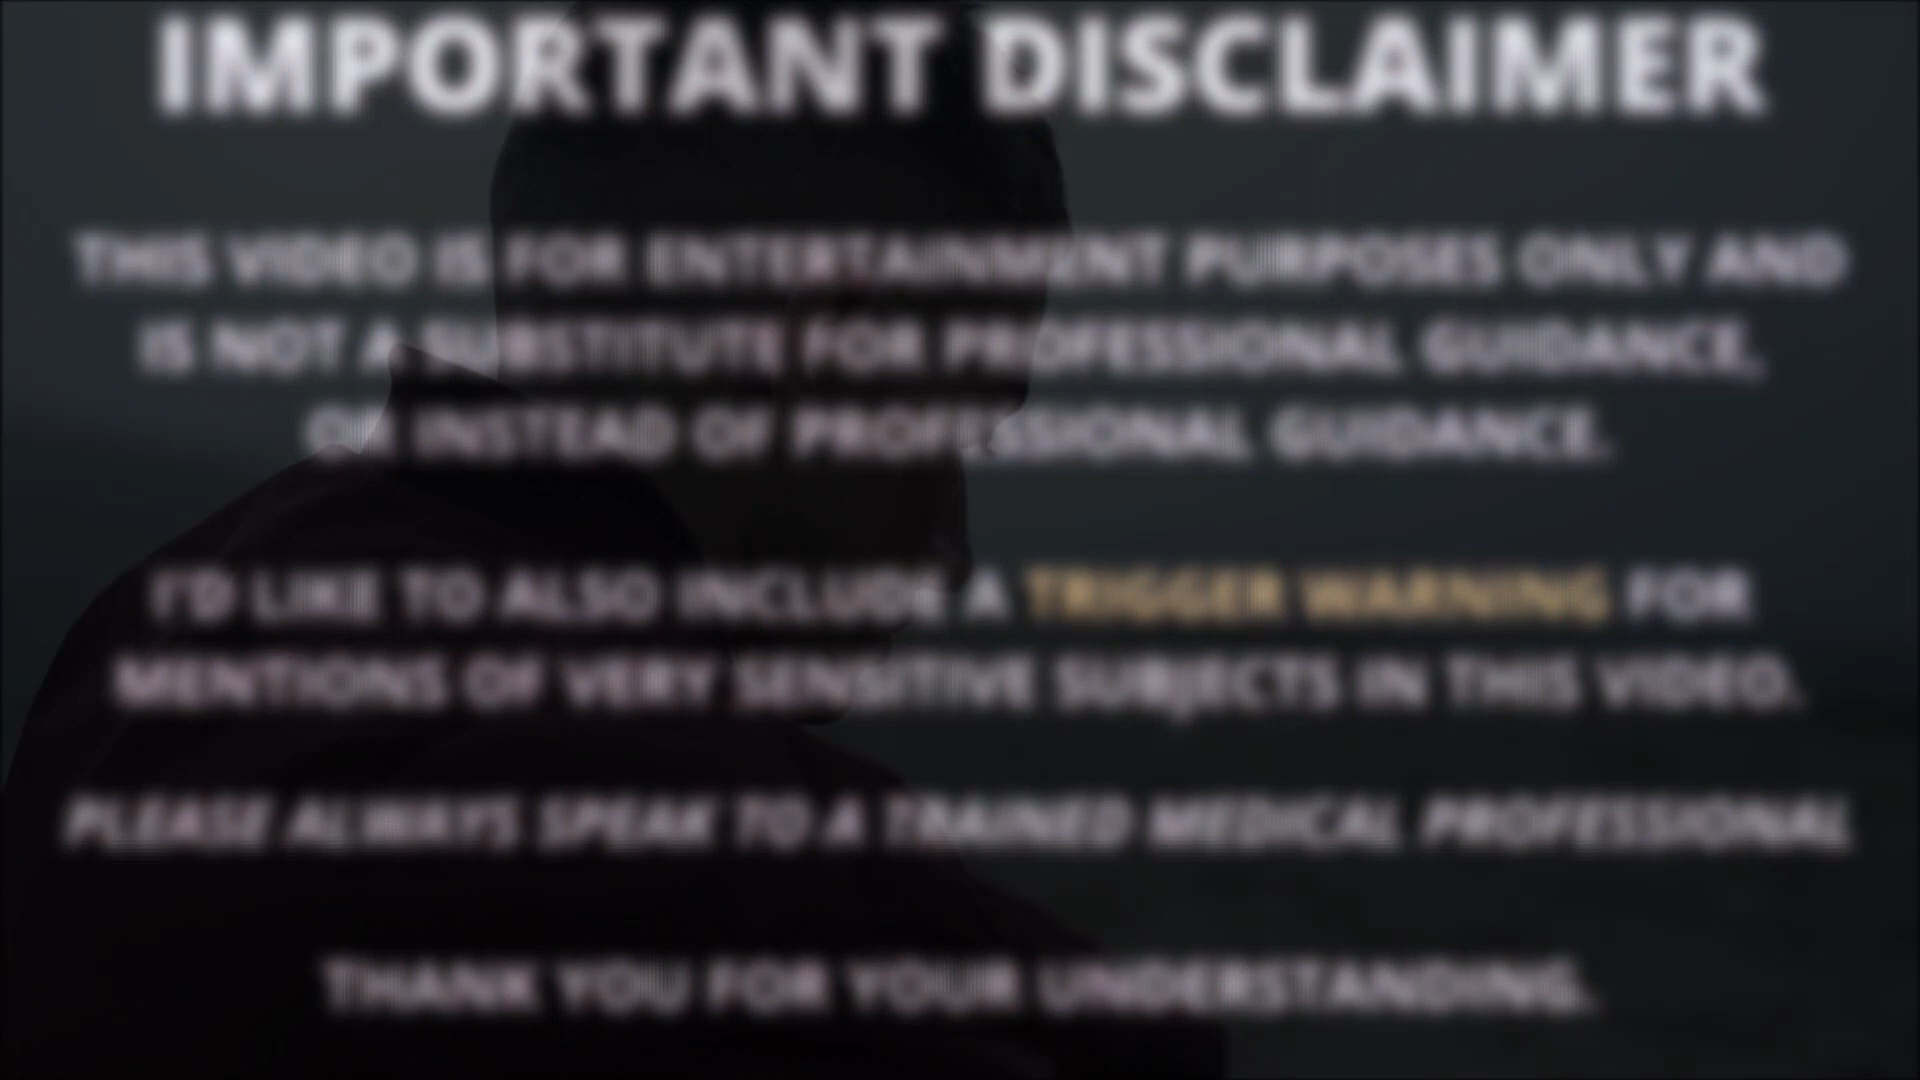 IMPORTANT DISCLAIMER
THIS VIDEO IS FOR ENTERTAINMENT PURPOSES ONLY AND
IS NOT A SUBSTITUTE FOR PROFESSIONAL GUIDANCE,
OR INSTEAD OF PROFESSIONAL GUIDANCE.
I'D LIKE TO ALSO INCLUDE A TRIGGER WARNING FOR
MENTIONS OF VERY SENSITIVE SUBJECTS IN THIS VIDEO.
PLEASE ALWAYS SPEAK TO A TRAINED MEDICAL PROFESSIONAL
THANK YOU FOR YOUR UNDERSTANDING.